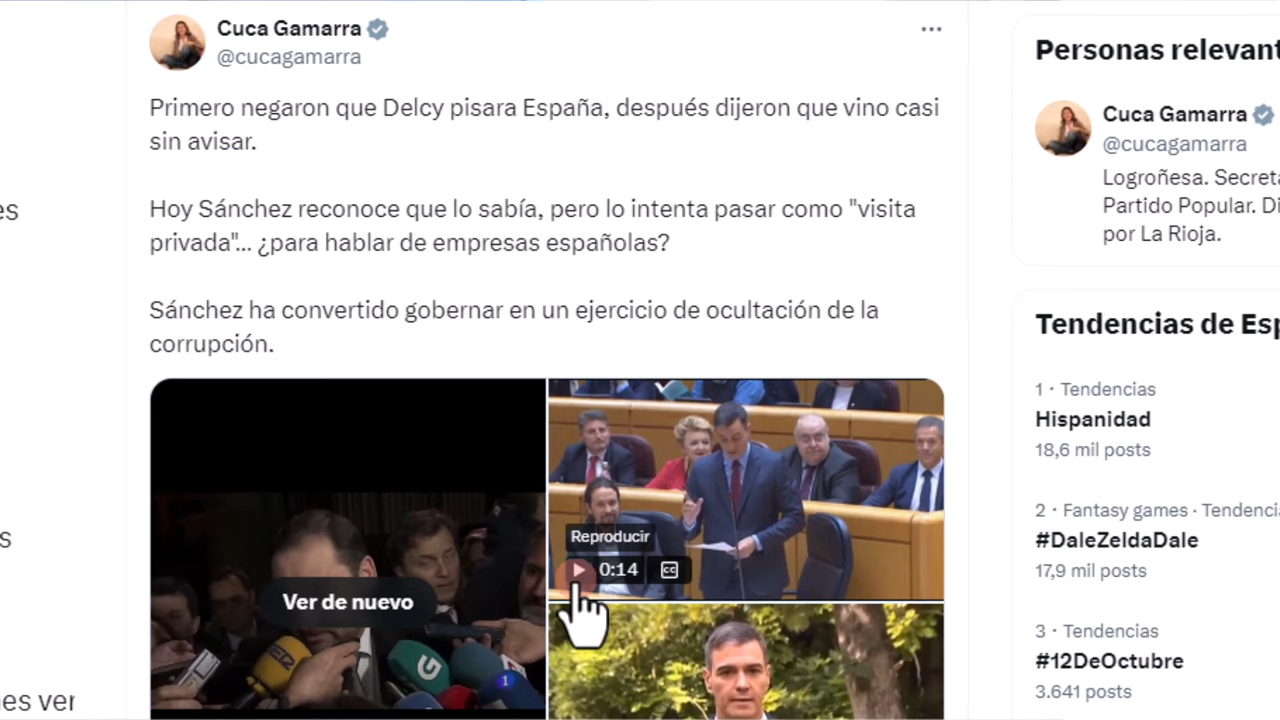 Cuca Gamarra
@cucagamarra
Primero negaron que Delcy pisara España, después dijeron que vino casi
sin avisar.
Hoy Sánchez reconoce que lo sabía, pero lo intenta pasar como "visita
privada"... ¿para hablar de empresas españolas?
Sánchez ha convertido gobernar en un ejercicio de ocultación de la
corrupción.
Ver de nuevo
SER
G
1
Reproducir
0:14
CC
es
s
nes ver
Personas relevant
Cuca Gamarra
@cucagamarra
Logroñesa. Secreta
Partido Popular. Di
por La Rioja.
Tendencias de Esp
1 · Tendencias
Hispanidad
18,6 mil posts
2 · Fantasy games · Tendencia
#DaleZeldaDale
17,9 mil posts
3 · Tendencias
#12DeOctubre
3.641 posts